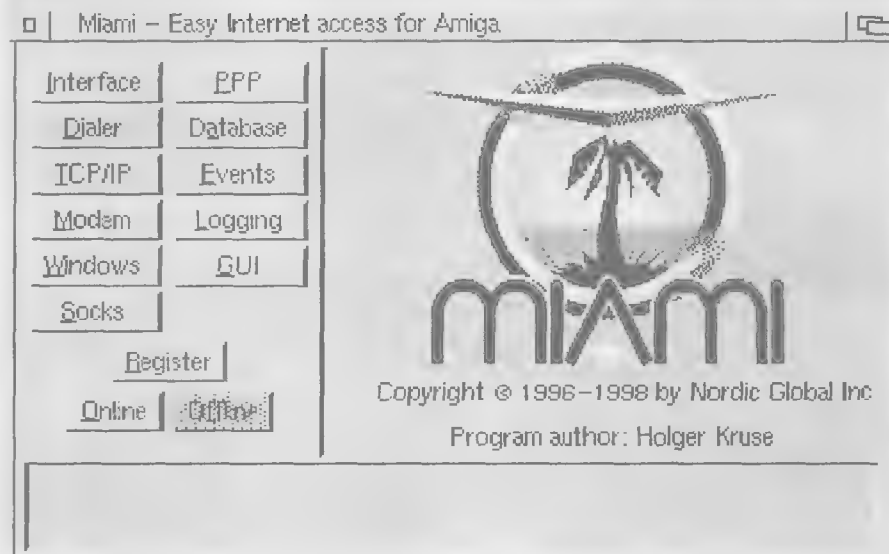 Miami – Easy Internet access for Amiga
Interface
PPP
Dialer
Database
TCP/IP
Events
Modem
Logging
Windows
GUI
Socks
Register
Online
Offline
MIAMI
Copyright © 1996–1998 by Nordic Global Inc
Program author: Holger Kruse